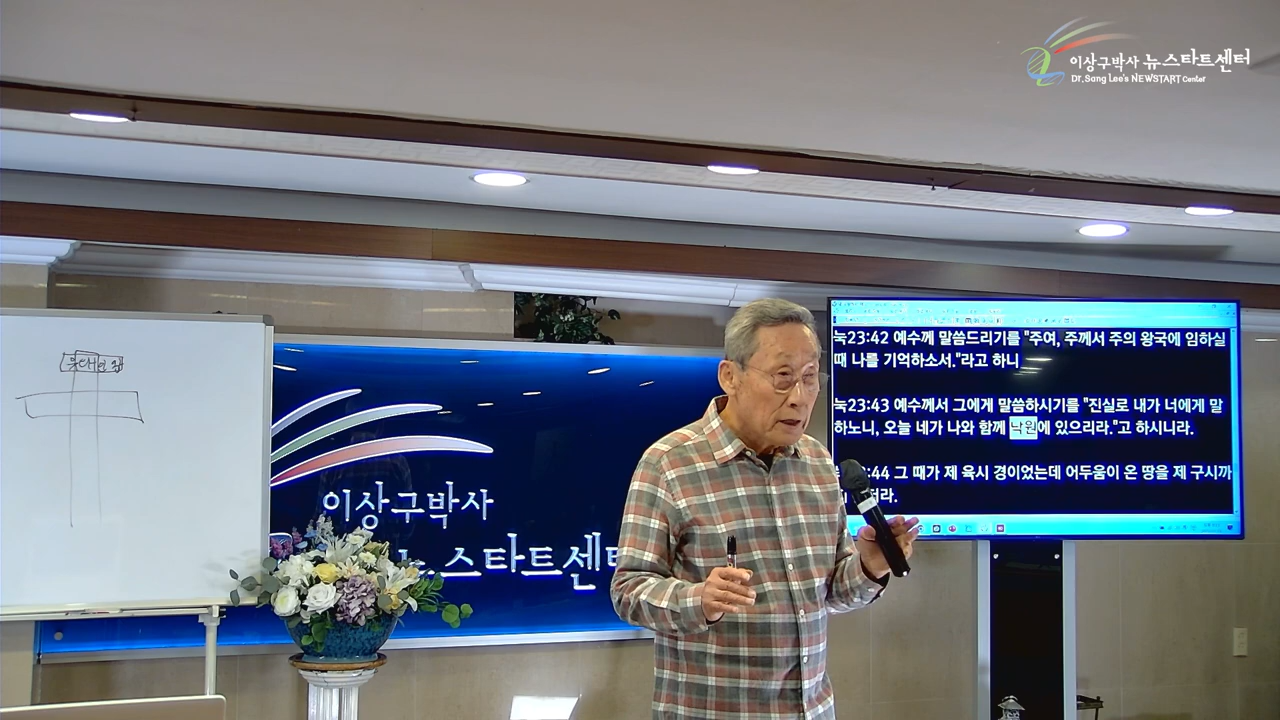 이상구박사 뉴스타트센터
Dr. Sang Lee's NEWSTART Center
눅23:42 예수께 말씀드리기를 "주여, 주께서 주의 왕국에 임하실
때 나를 기억하소서."라고 하니
눅23:43 예수께서 그에게 말씀하시기를 "진실로 내가 너에게 말
하노니, 오늘 네가 나와 함께 낙원에 있으리라."고 하시니라.
:44 그 때가 제 육시 경이었는데 어두움이 온 땅을 제 구시까
이상구박사
뉴스타트센터